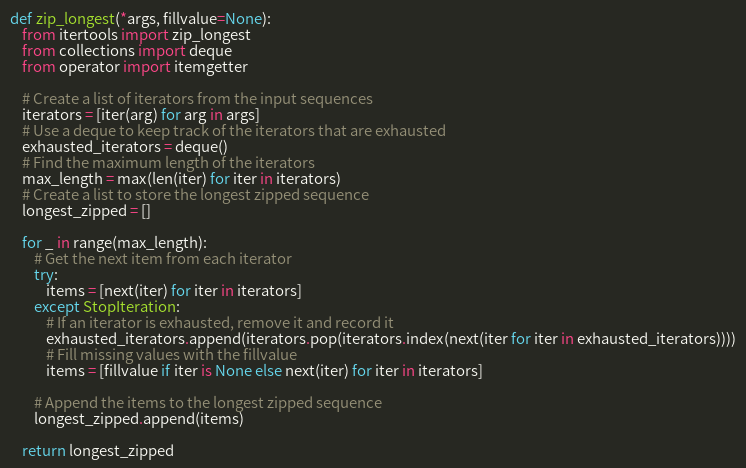 def zip_longest(*args, fillvalue=None):
    from itertools import zip_longest
    from collections import deque
    from operator import itemgetter

    # Create a list of iterators from the input sequences
    iterators = [iter(arg) for arg in args]
    # Use a deque to keep track of the iterators that are exhausted
    exhausted_iterators = deque()
    # Find the maximum length of the iterators
    max_length = max(len(iter) for iter in iterators)
    # Create a list to store the longest zipped sequence
    longest_zipped = []

    for _ in range(max_length):
        # Get the next item from each iterator
        try:
            items = [next(iter) for iter in iterators]
        except StopIteration:
            # If an iterator is exhausted, remove it and record it
            exhausted_iterators.append(iterators.pop(iterators.index(next(iter for iter in exhausted_iterators))))
            # Fill missing values with the fillvalue
            items = [fillvalue if iter is None else next(iter) for iter in iterators]

        # Append the items to the longest zipped sequence
        longest_zipped.append(items)

    return longest_zipped